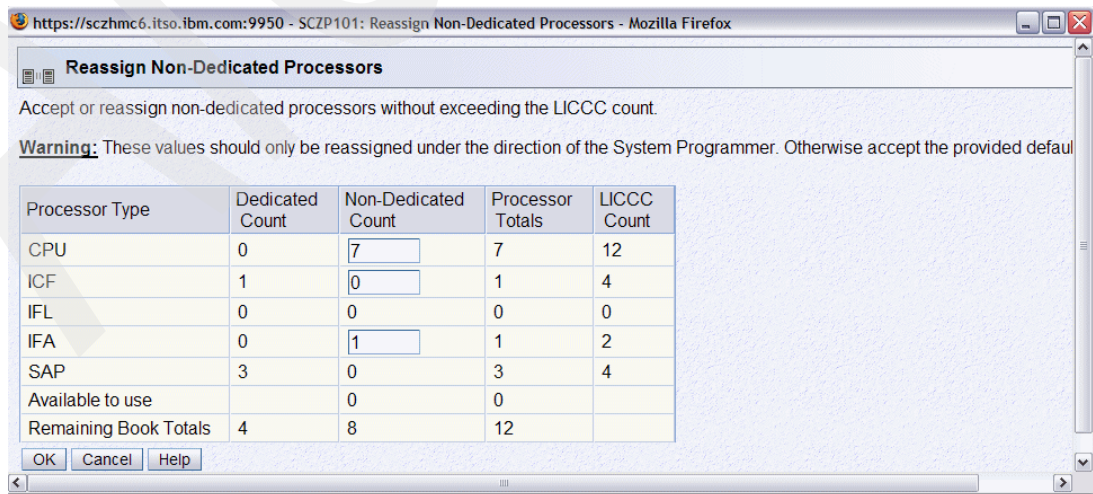 https://sczhmc6.itso.ibm.com:9950 - SCZP101: Reassign Non-Dedicated Processors - Mozilla Firefox
Reassign Non-Dedicated Processors
Accept or reassign non-dedicated processors without exceeding the LICCC count.
Warning: These values should only be reassigned under the direction of the System Programmer. Otherwise accept the provided defaul
Processor Type Dedicated Count Non-Dedicated Count Processor Totals LICCC Count
CPU 0 7 7 12
ICF 1 0 1 4
IFL 0 0 0 0
IFA 0 1 1 2
SAP 3 0 3 4
Available to use 0 0
Remaining Book Totals 4 8 12
OK Cancel Help